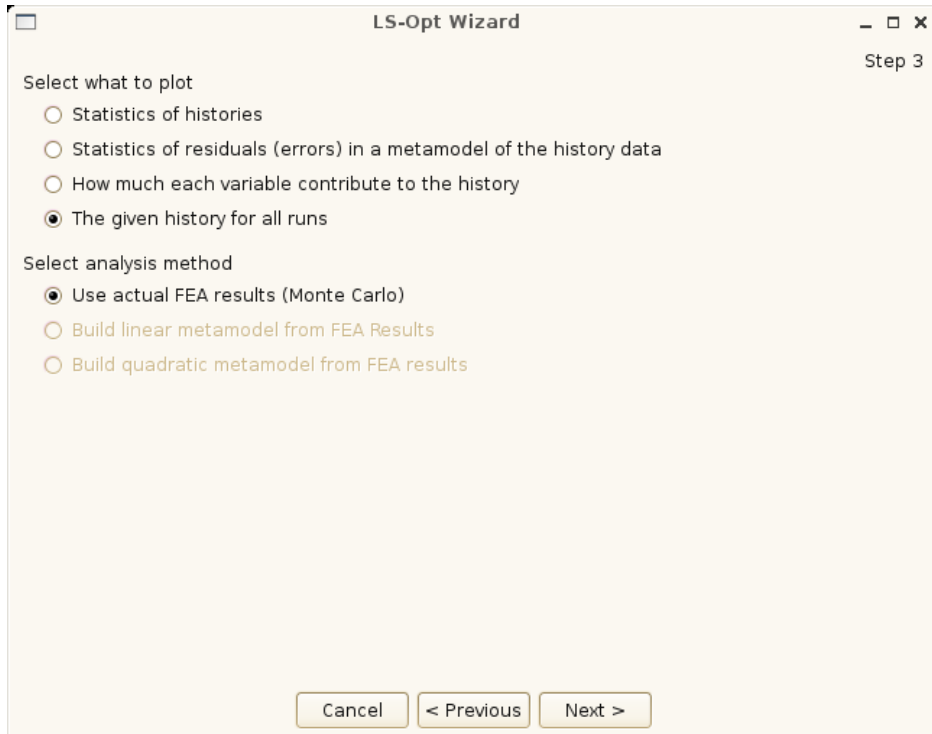 LS-Opt Wizard
Step 3
Select what to plot
Statistics of histories
Statistics of residuals (errors) in a metamodel of the history data
How much each variable contribute to the history
The given history for all runs
Select analysis method
Use actual FEA results (Monte Carlo)
Build linear metamodel from FEA Results
Build quadratic metamodel from FEA results
Cancel < Previous Next >